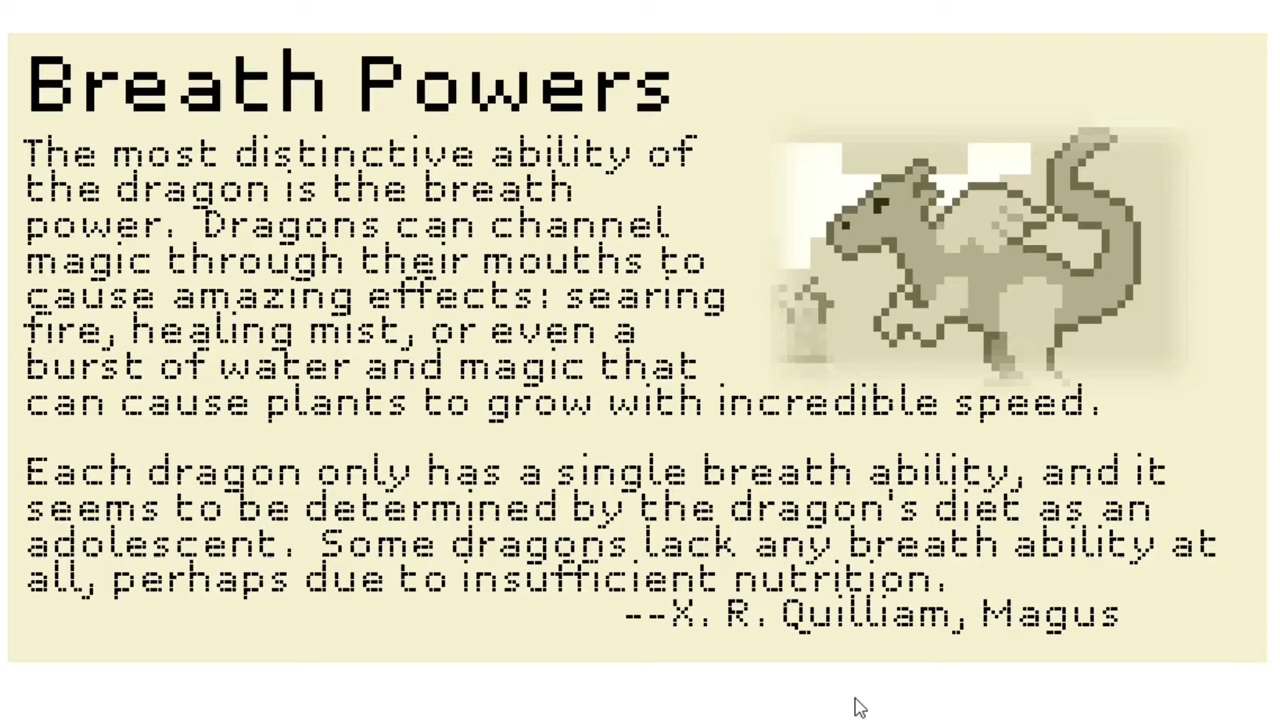 Breath Powers
The most distinctive ability of
the dragon is the breath
power. Dragons can channel
magic through their mouths to
cause amazing effects: searing
fire, healing mist, or even a
burst of water and magic that
can cause plants to grow with incredible speed.
Each dragon only has a single breath ability, and it
seems to be determined by the dragon's diet as an
adolescent. Some dragons lack any breath ability at
all, perhaps due to insufficient nutrition.
--X. R. Quilliam, Magus